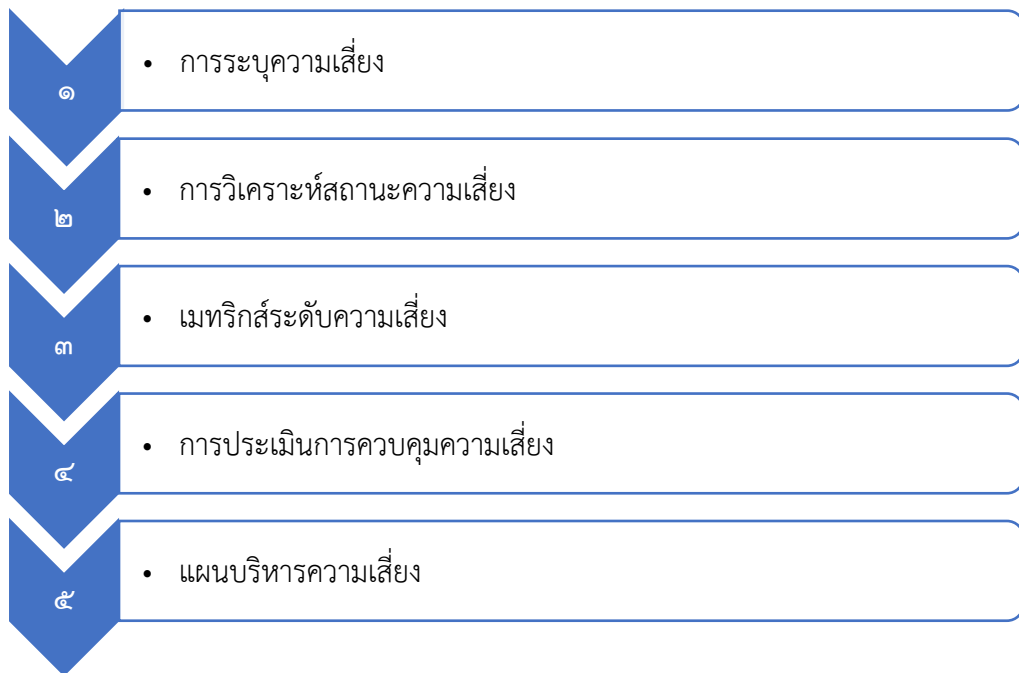 ๑
• การระบุความเสี่ยง
๒
• การวิเคราะห์สถานะความเสี่ยง
๓
• เมทริกส์ระดับความเสี่ยง
๔
• การประเมินการควบคุมความเสี่ยง
๕
• แผนบริหารความเสี่ยง